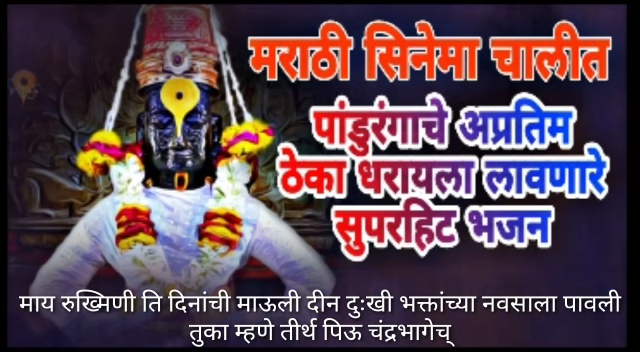 मराठी सिनेमा चालीत
पांडुरंगाचे अप्रतिम
ठेका धरायला लावणारे
सुपरहिट भजन
माय रुख्मिणी ति दिनांची माऊली दीन दुःखी भक्तांच्या नवसाला पावली
तुका म्हणे तीर्थ पिऊ चंद्रभागेच्